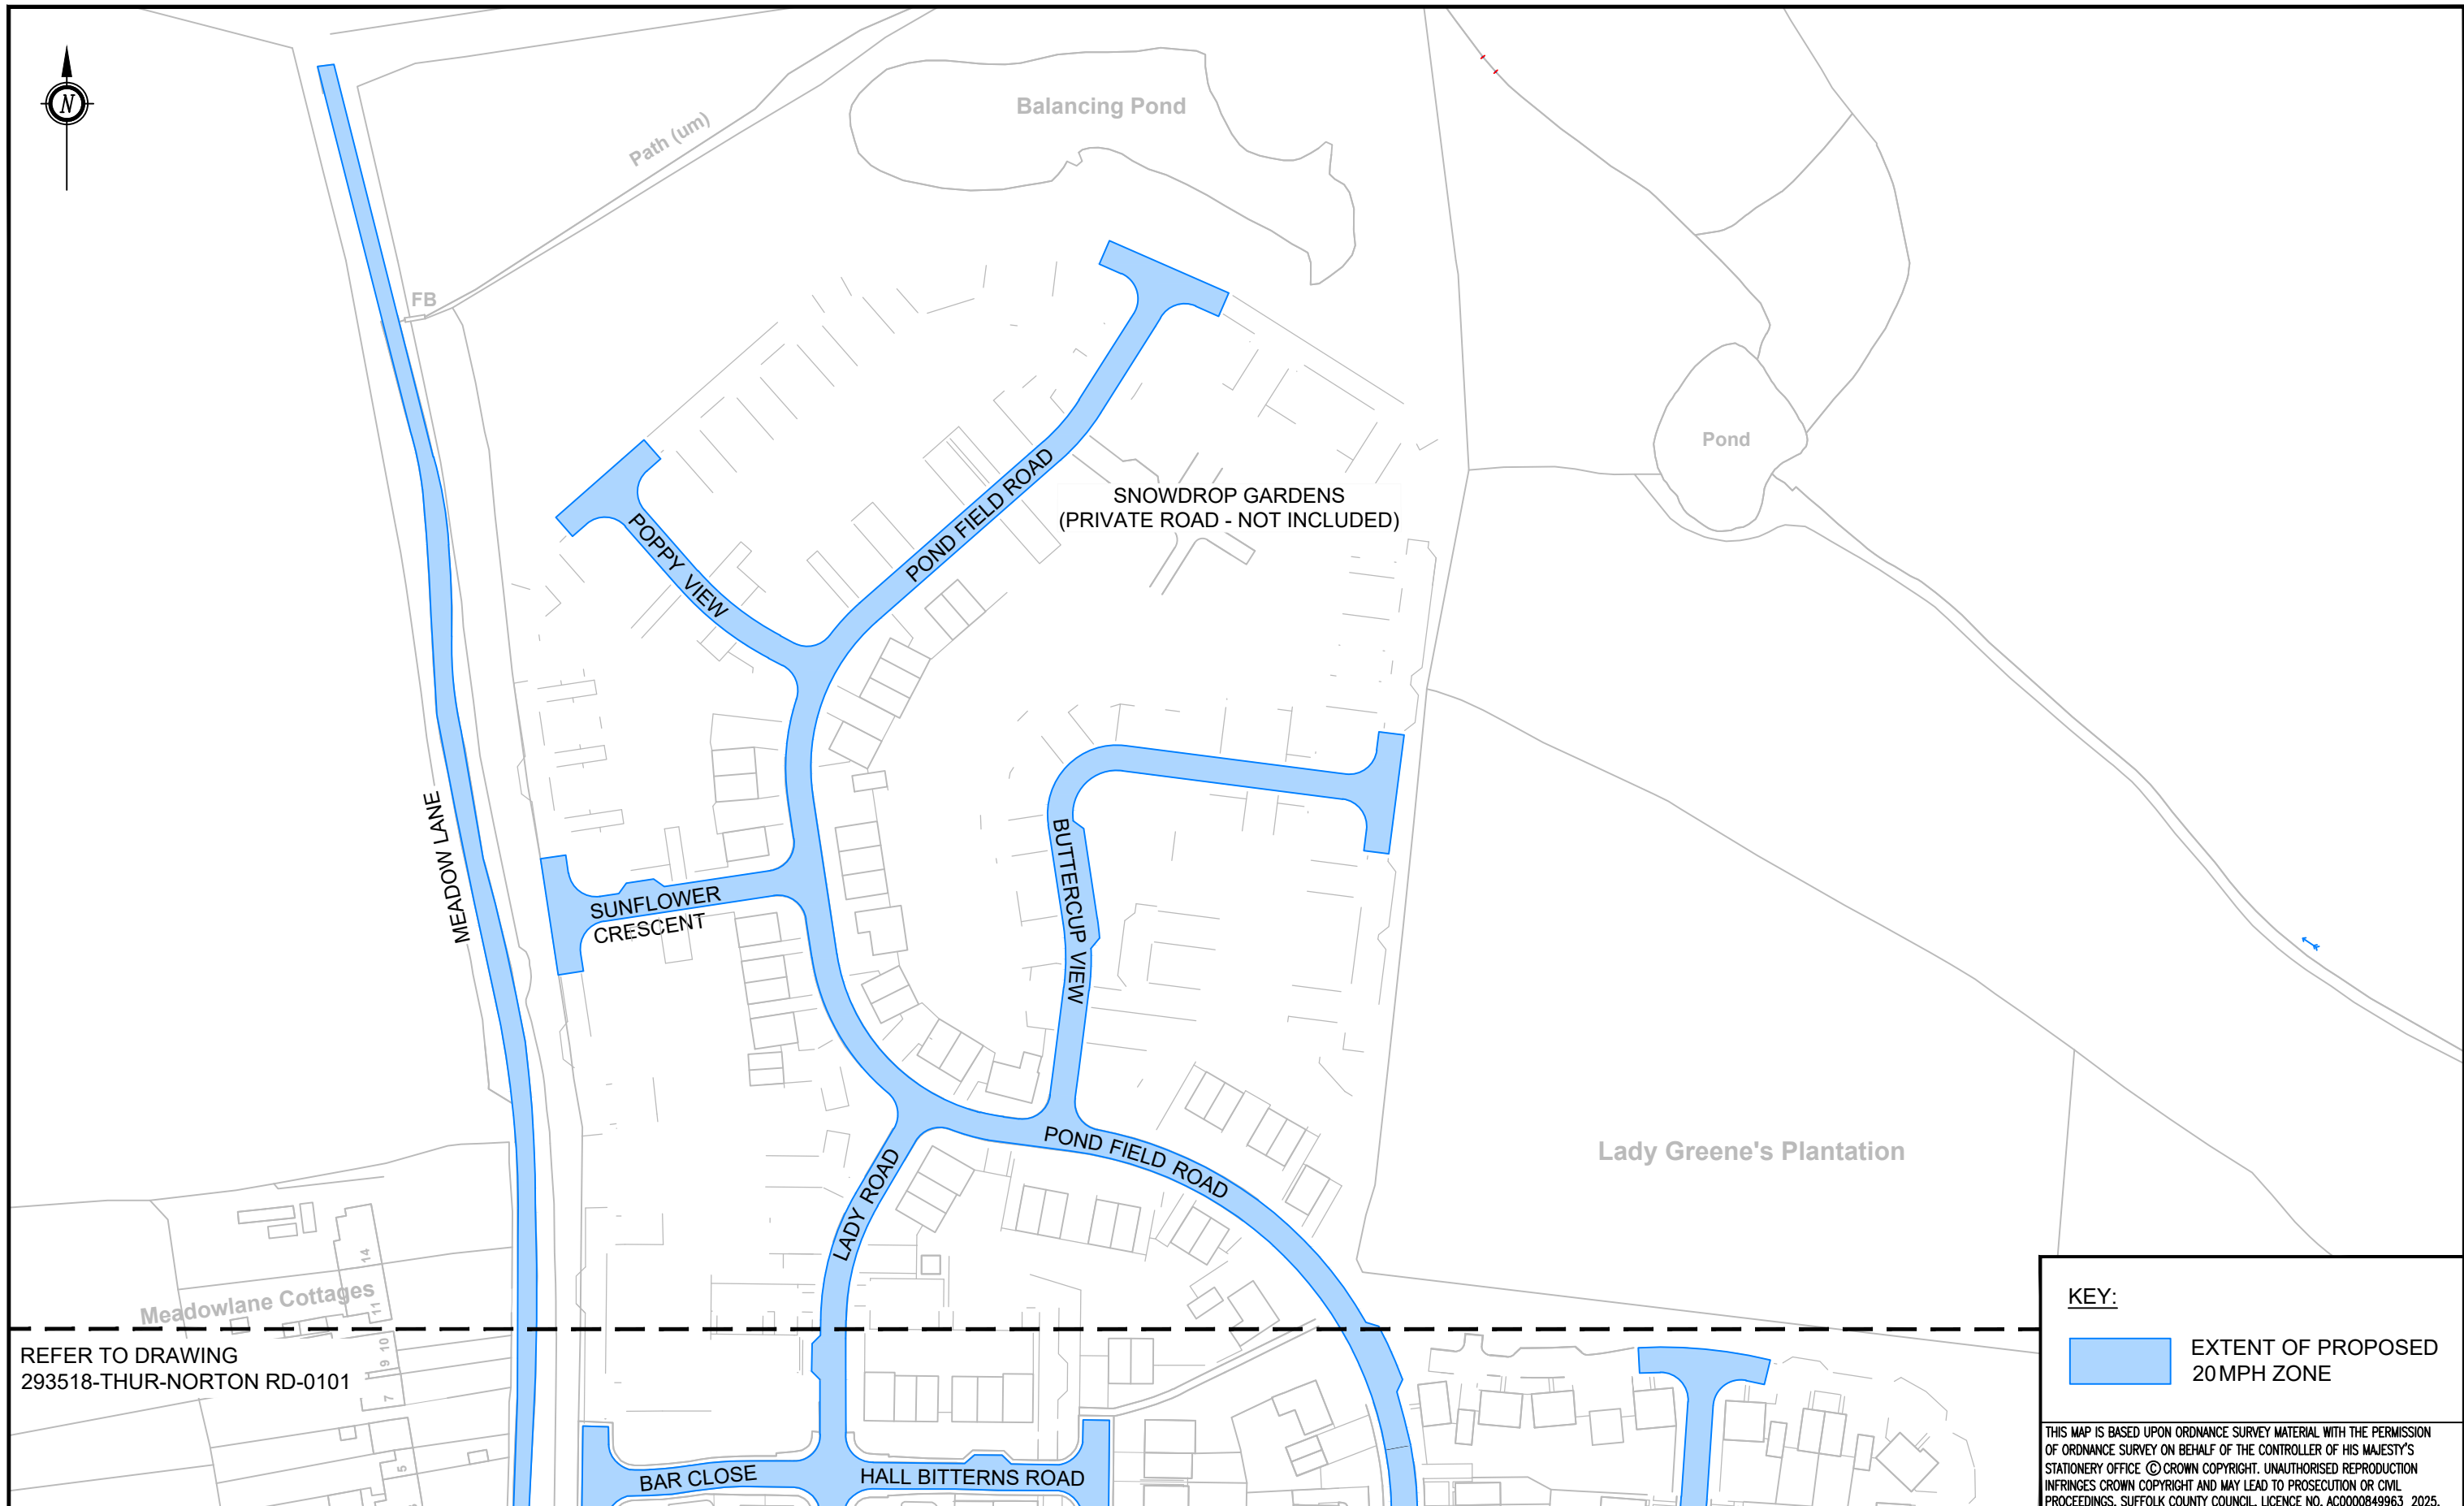 N
Path (um)
Balancing Pond
FB
Pond
SNOWDROP GARDENS
(PRIVATE ROAD - NOT INCLUDED)
POND FIELD ROAD
POPPY VIEW
MEADOW LANE
BUTTERCUP VIEW
SUNFLOWER
CRESCENT
POND FIELD ROAD
LADY ROAD
Lady Greene's Plantation
14
Meadowlane Cottages
11
10
9
7
5
REFER TO DRAWING
293518-THUR-NORTON RD-0101
BAR CLOSE
HALL BITTERNS ROAD
KEY:
EXTENT OF PROPOSED
20MPH ZONE
THIS MAP IS BASED UPON ORDNANCE SURVEY MATERIAL WITH THE PERMISSION
OF ORDNANCE SURVEY ON BEHALF OF THE CONTROLLER OF HIS MAJESTY'S
STATIONERY OFFICE © CROWN COPYRIGHT. UNAUTHORISED REPRODUCTION
INFRINGES CROWN COPYRIGHT AND MAY LEAD TO PROSECUTION OR CIVIL
PROCEEDINGS. SUFFOLK COUNTY COUNCIL. LICENCE NO. AC0000849963 2025.